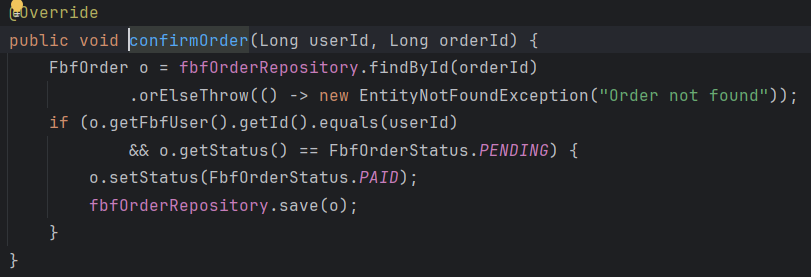 @Override
public void confirmOrder(Long userId, Long orderId) {
    FbfOrder o = fbfOrderRepository.findById(orderId)
            .orElseThrow(() -> new EntityNotFoundException("Order not found"));
    if (o.getFbfUser().getId().equals(userId)
            && o.getStatus() == FbfOrderStatus.PENDING) {
        o.setStatus(FbfOrderStatus.PAID);
        fbfOrderRepository.save(o);
    }
}